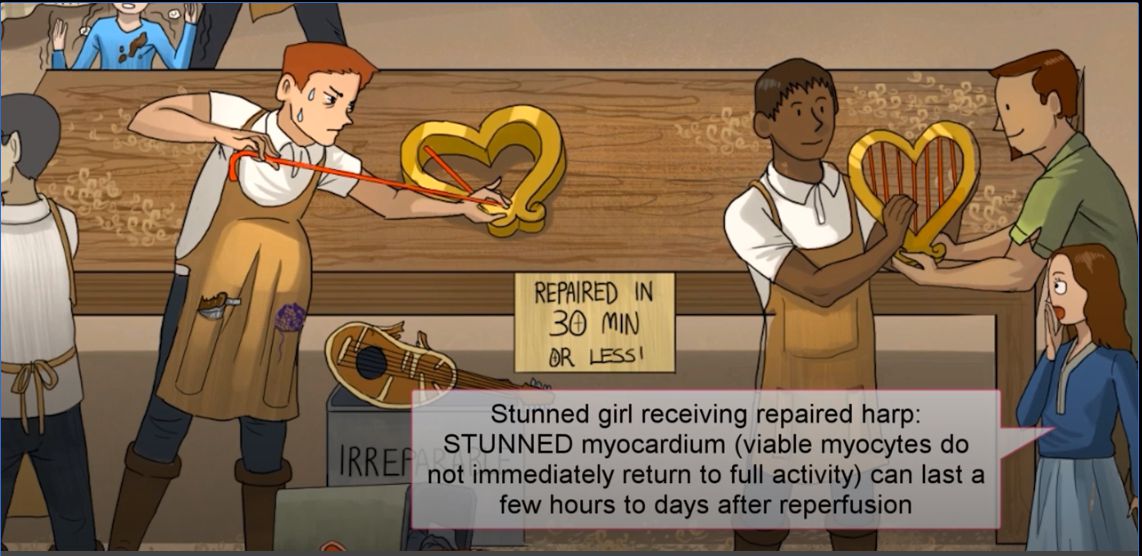 REPAIRED IN
30 MIN
OR LESS!
IRREPARABLE
Stunned girl receiving repaired harp:
STUNNED myocardium (viable myocytes do
not immediately return to full activity) can last a
few hours to days after reperfusion